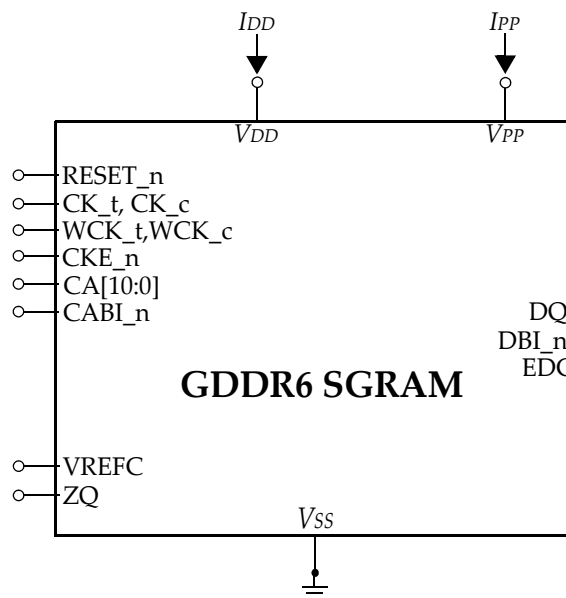 IDD IPP
VDD VPP
RESET_n
CK_t, CK_c
WCK_t,WCK_c
CKE_n
CA[10:0]
CABI_n
DQ
DBI_n
EDC
GDDR6 SGRAM
VREFC
ZQ
VSS